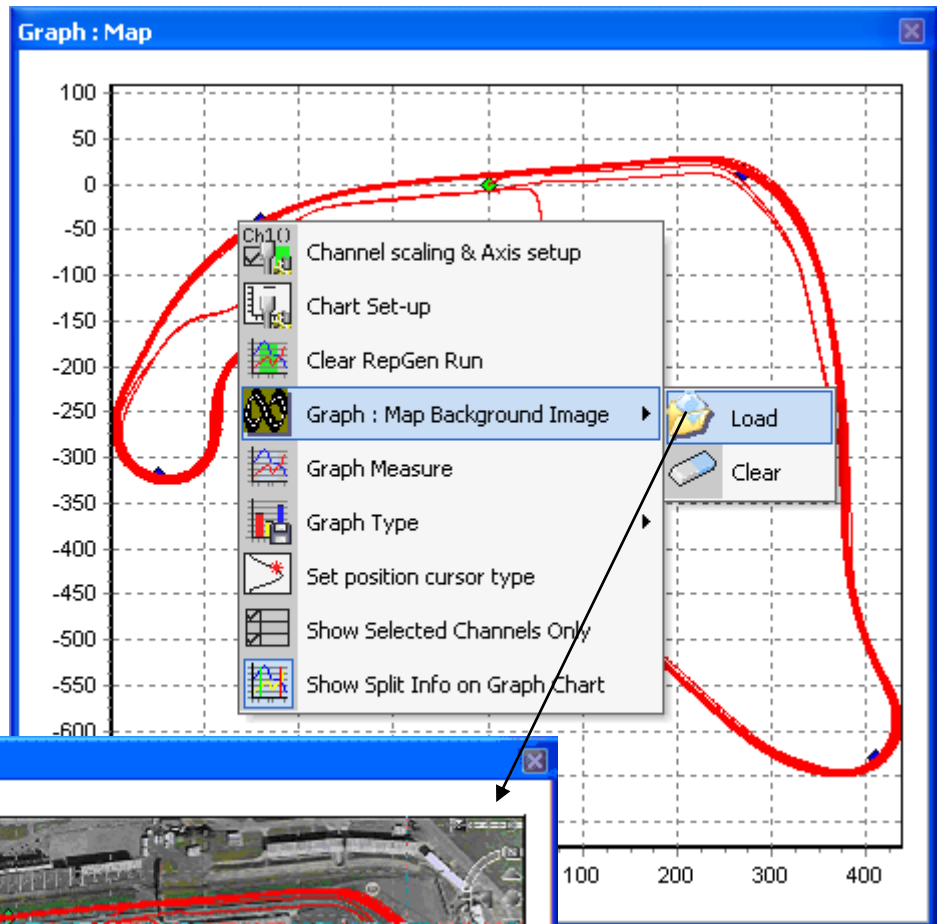 Graph : Map
100
50
0
-50
-100
-150
-200
-250
-300
-350
-400
-450
-500
-550
-600
Ch1()
Channel scaling & Axis setup
Chart Set-up
Clear RepGen Run
Graph : Map Background Image
Load
Clear
Graph Measure
Graph Type
Set position cursor type
Show Selected Channels Only
Show Split Info on Graph Chart
100 200 300 400